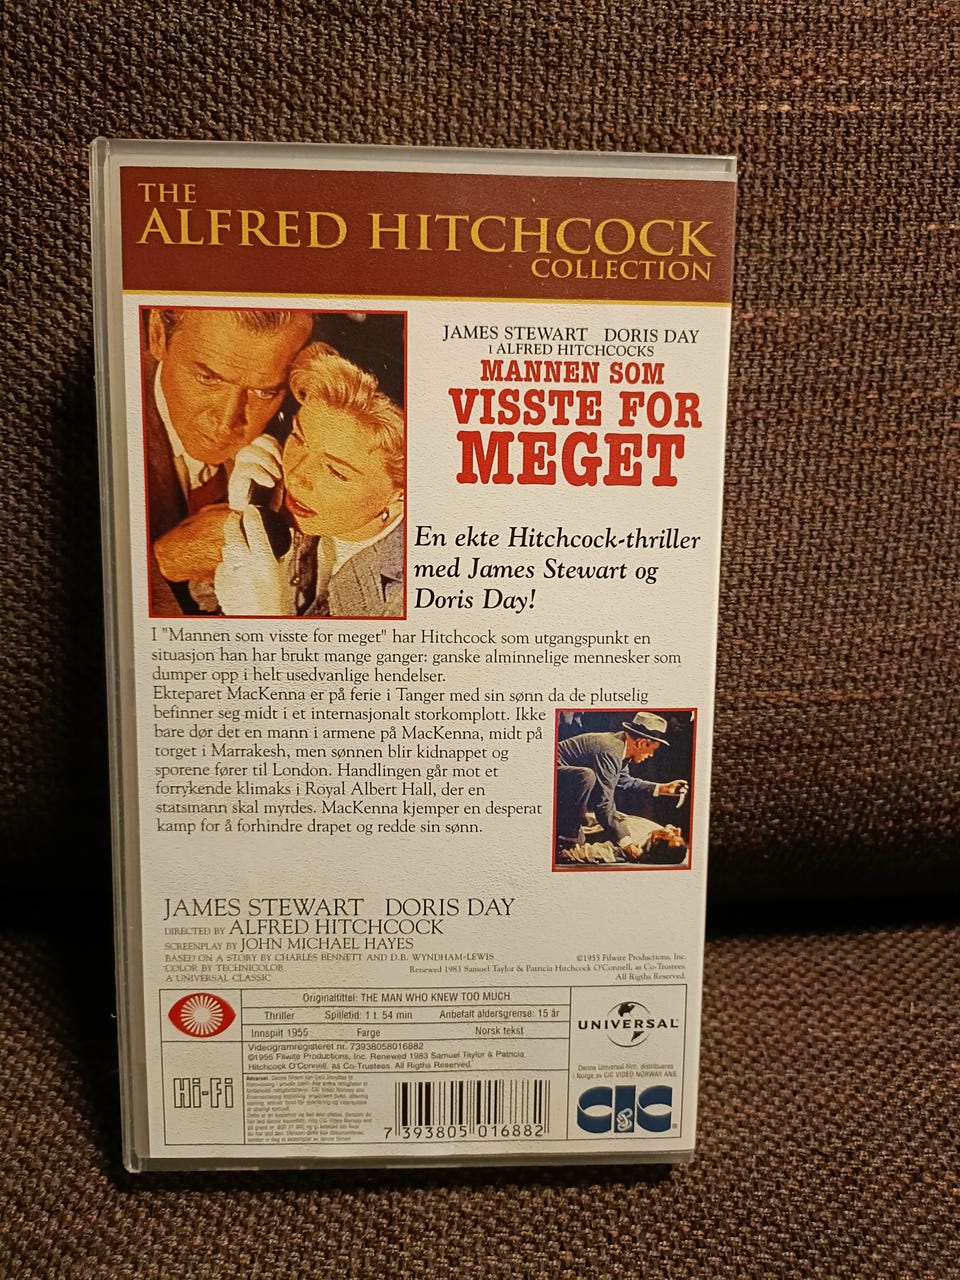 THE
ALFRED HITCHCOCK
COLLECTION
JAMES STEWART DORIS DAY
I ALFRED HITCHCOCKS
MANNEN SOM
VISSTE FOR
MEGET
En ekte Hitchcock-thriller
med James Stewart og
Doris Day!
I "Mannen som visste for meget" har Hitchcock som utgangspunkt en
situasjon han har brukt mange ganger: ganske alminnelige mennesker som
dumper opp i helt usedvanlige hendelser.
Ekteparet MacKenna er på ferie i Tanger med sin sønn da de plutselig
befinner seg midt i et internasjonalt storkomplott. Ikke
bare dør det en mann i armene på MacKenna, midt på
torget i Marrakesh, men sønnen blir kidnappet og
sporene fører til London. Handlingen går mot et
forrykende klimaks i Royal Albert Hall, der en
statsmann skal myrdes. MacKenna kjemper en desperat
kamp for å forhindre drapet og redde sin sønn.
JAMES STEWART DORIS DAY
DIRECTED BY ALFRED HITCHCOCK
SCREENPLAY BY JOHN MICHAEL HAYES
BASED ON A STORY BY CHARLES BENNETT AND D.B. WYNDHAM-LEWIS
COLOR BY TECHNICOLOR
A UNIVERSAL CLASSIC
©1955 Filwite Productions, Inc.
Renewed 1983 Samuel Taylor & Patricia Hitchcock O'Connell, as Co-Trustees.
All Rigths Reserved.
Originaltittel: THE MAN WHO KNEW TOO MUCH
Thriller Spilletid: 1 t. 54 min Anbefalt aldersgrense: 15 år
Innspilt 1955 Farge Norsk tekst
Videogramregisteret nr. 73938058016882
©1955 Filwite Productions, Inc. Renewed 1983 Samuel Taylor & Patricia
Hitchcock O'Connell, as Co-Trustees. All Rigths Reserved.
UNIVERSAL
Denne Universal-film distribueres
i Norge av CIC VIDEO NORWAY ANS.
Hi-Fi
Advarsel.
7 393805 016882
CIC